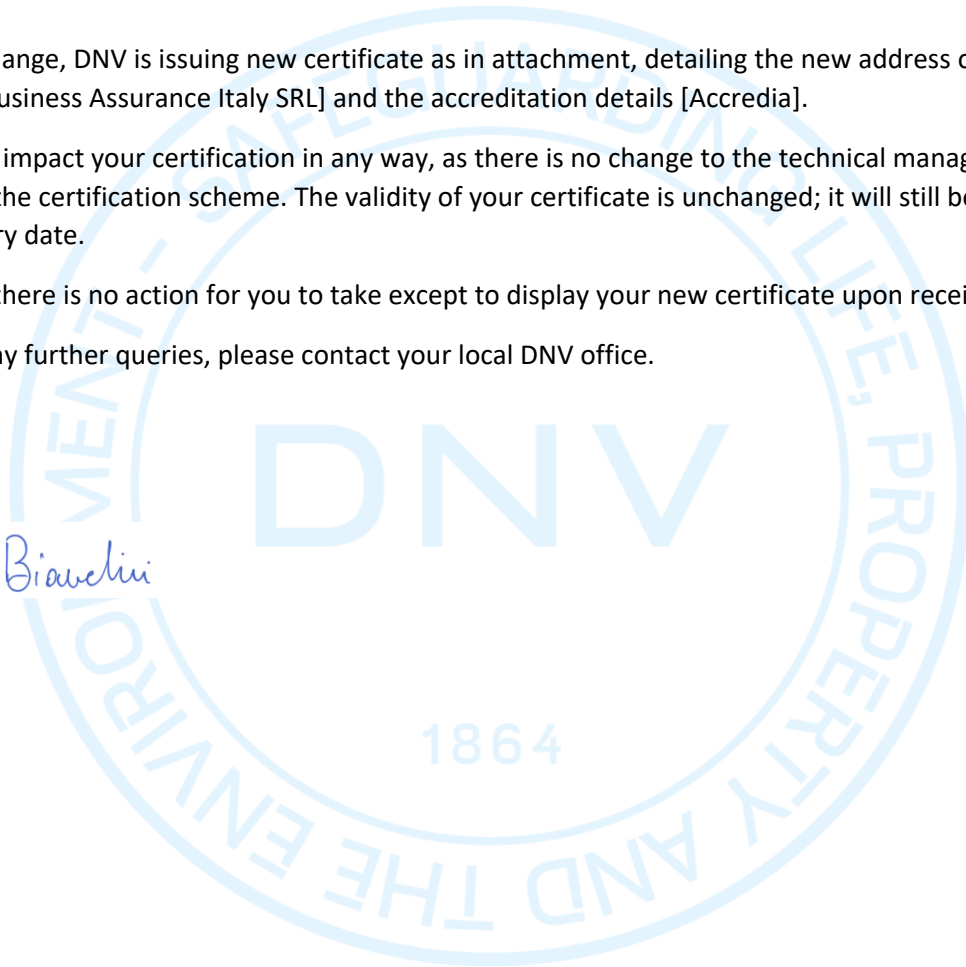 ange, DNV is issuing new certificate as in attachment, detailing the new address o
usiness Assurance Italy SRL] and the accreditation details [Accredia].
impact your certification in any way, as there is no change to the technical manag
the certification scheme. The validity of your certificate is unchanged; it will still be
ry date.
there is no action for you to take except to display your new certificate upon recei
ny further queries, please contact your local DNV office.
SAFEGUARDING LIFE, PROPERTY AND THE ENVIRONMENT -
DNV
1864